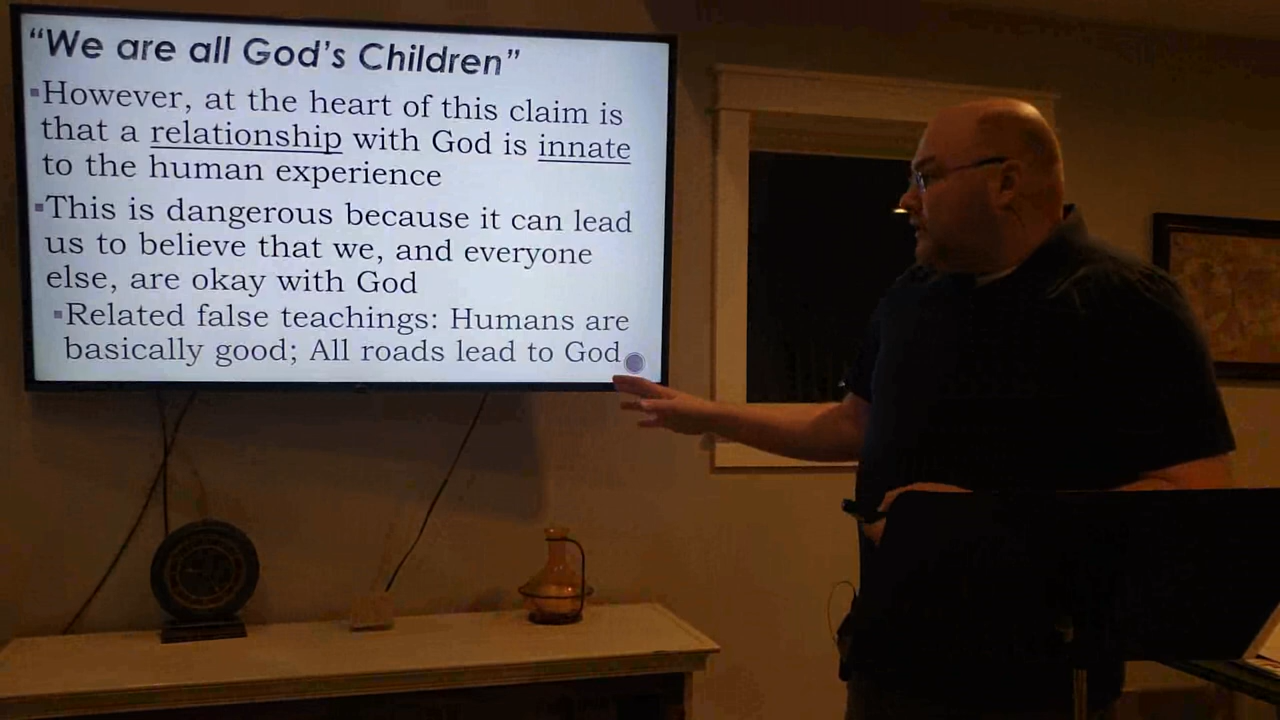 “We are all God’s Children”
▪However, at the heart of this claim is
that a relationship with God is innate
to the human experience
▪This is dangerous because it can lead
us to believe that we, and everyone
else, are okay with God
▪Related false teachings: Humans are
basically good; All roads lead to God